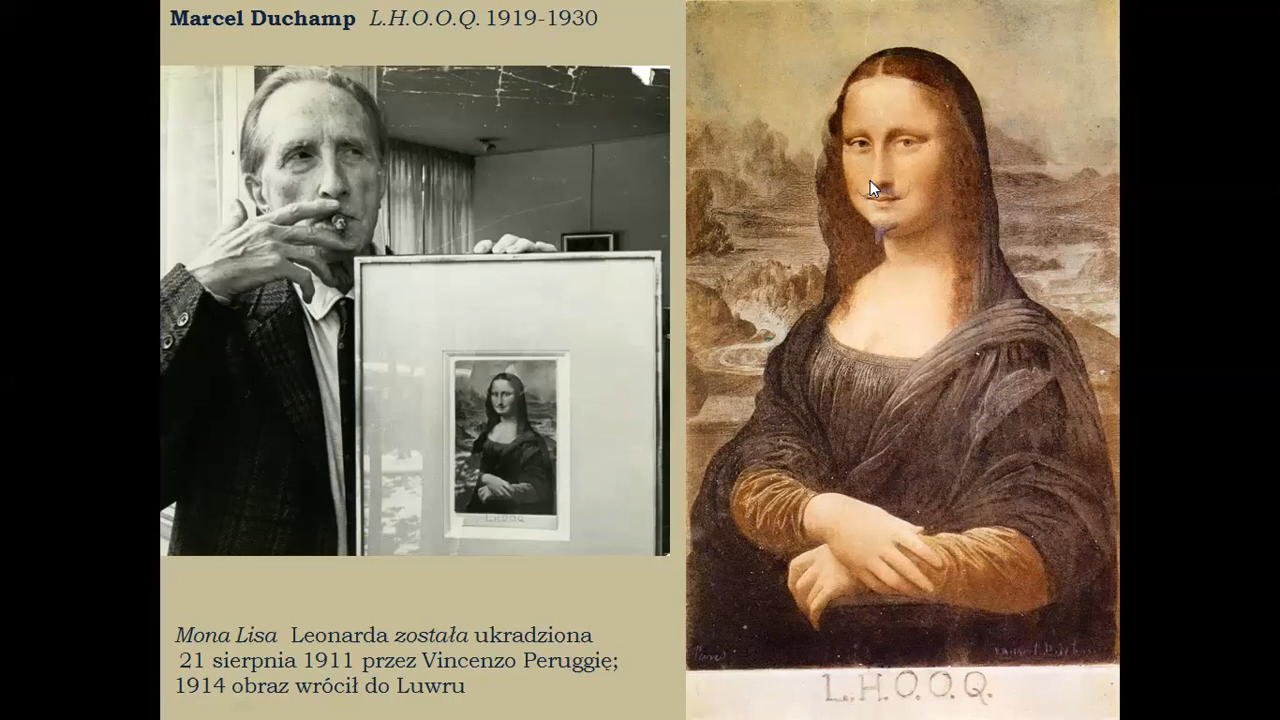 Marcel Duchamp L.H.O.O.Q. 1919-1930
L.H.O.O.Q.
Mona Lisa Leonarda została ukradziona
21 sierpnia 1911 przez Vincenzo Peruggię;
1914 obraz wrócił do Luwru
L.H.O.O.Q.